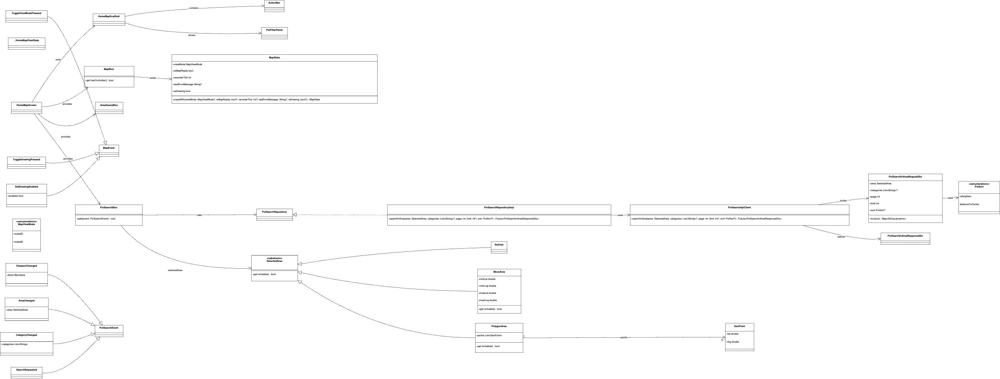 ToggleViewModePressed
_HomeMapViewState
HomeMapScaffold
contains
ActionBar
shows
PoiFilterPanel
uses
MapBloc
+get hasController() : bool
emits
MapState
+viewMode MapViewMode
+isMapReady bool
+recenterTick int
+lastErrorMessage String?
+isDrawing bool
+copyWith(viewMode: MapViewMode?, isMapReady: bool?, recenterTick: int?, lastErrorMessage: String?, isDrawing: bool?) : MapState
HomeMapScreen
provides
AreaQueryBloc
provides
MapEvent
ToggleDrawingPressed
provides
SetDrawingEnabled
+enabled bool
PoiSearchBloc
+add(event: PoiSearchEvent) : void
calls
PoiSearchRepository
PoiSearchRepositoryImpl
+searchInArea(area: SelectedArea, categories: List<String<?, page: int, limit: int?, sort: PoiSort?) : Future>PoiSearchInAreaResponseDto>
uses
PoiSearchApiClient
+searchInArea(area: SelectedArea, categories: List<String<?, page: int, limit: int?, sort: PoiSort?) : Future>PoiSearchInAreaResponseDto>
builds
PoiSearchInAreaRequestDto
+area SelectedArea
+categories List<String>?
+page int
+limit int
+sort PoiSort?
+toJson() : Map<String,dynamic>
uses
<<enumeration>>
PoiSort
ratingDesc
distanceToCenter
parses
PoiSearchInAreaResponseDto
<<enumeration>>
MapViewMode
mode2D
mode3D
selectedArea
<<abstract>>
SelectedArea
+get isUsable() : bool
NoArea
BboxArea
+minLat double
+minLng double
+maxLat double
+maxLng double
+get isUsable() : bool
ViewportChanged
+bbox BboxArea
AreaChanged
+area SelectedArea
CategoryChanged
+categories List<String>
SearchRequested
PoiSearchEvent
PolygonArea
+points List<GeoPoint>
+get isUsable() : bool
1
points
0..*
GeoPoint
+lat double
+lng double